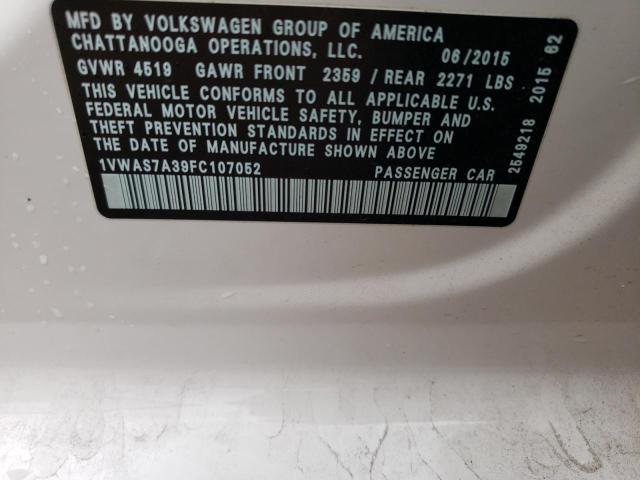 MFD BY VOLKSWAGEN GROUP OF AMERICA
CHATTANOOGA OPERATIONS, LLC. 06/2015
GVWR 4519 GAWR FRONT 2359 / REAR 2271 LBS
THIS VEHICLE CONFORMS TO ALL APPLICABLE U.S.
FEDERAL MOTOR VEHICLE SAFETY, BUMPER AND
THEFT PREVENTION STANDARDS IN EFFECT ON
THE DATE OF MANUFACTURE SHOWN ABOVE.
1VWAS7A39FC107052 PASSENGER CAR
2549218 2015 62